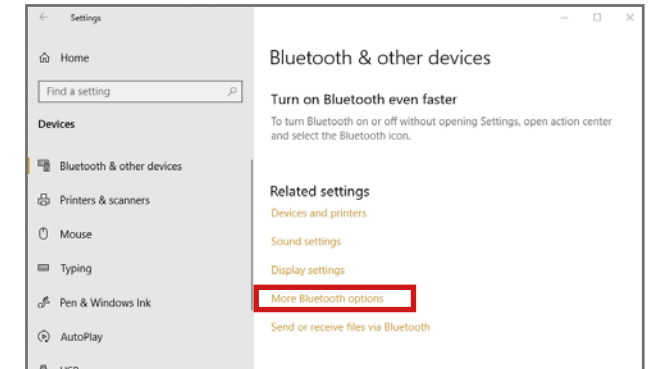 Settings
Home
Find a setting
Devices
Bluetooth & other devices
Printers & scanners
Mouse
Typing
Pen & Windows Ink
AutoPlay
USB
Bluetooth & other devices
Turn on Bluetooth even faster
To turn Bluetooth on or off without opening Settings, open action center
and select the Bluetooth icon.
Related settings
Devices and printers
Sound settings
Display settings
More Bluetooth options
Send or receive files via Bluetooth